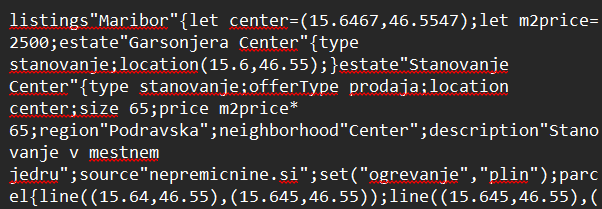 listings"Maribor"{let center=(15.6467,46.5547);let m2price=
2500;estate"Garsonjera Center"{type
stanovanje;location(15.6,46.55);}estate"Stanovanje
Center"{type stanovanje;offerType prodaja;location
center;size 65;price m2price*
65;region"Podravska";neighborhood"Center";description"Stano
vanje v mestnem
jedru";source"nepremicnine.si";set("ogrevanje","plin");parc
el{line((15.64,46.55),(15.645,46.55));line((15.645,46.55),(